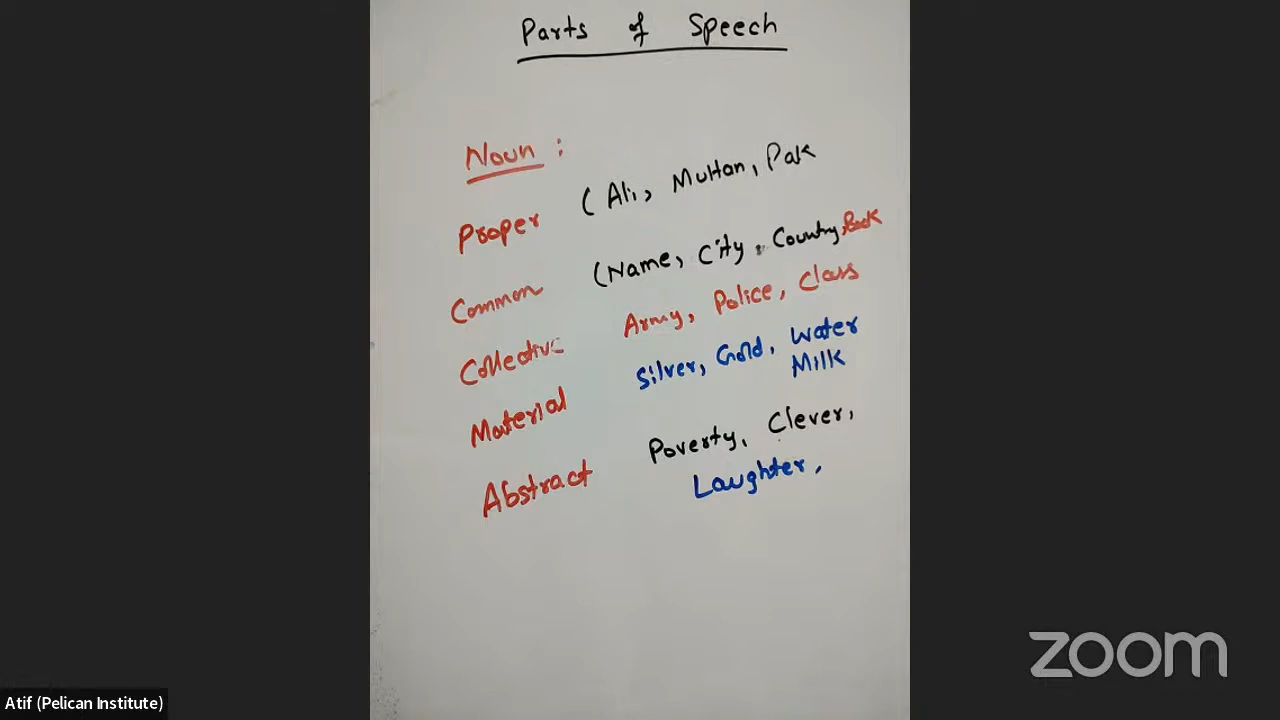 Parts of Speech
Noun :
Proper (Ali, Multan, Pak
Common (Name, City, Country, Book
Collective Army, Police, Class
Material Silver, Gold, Water
Milk
Abstract Poverty, Clever,
Laughter,
zoom
Atif (Pelican Institute)